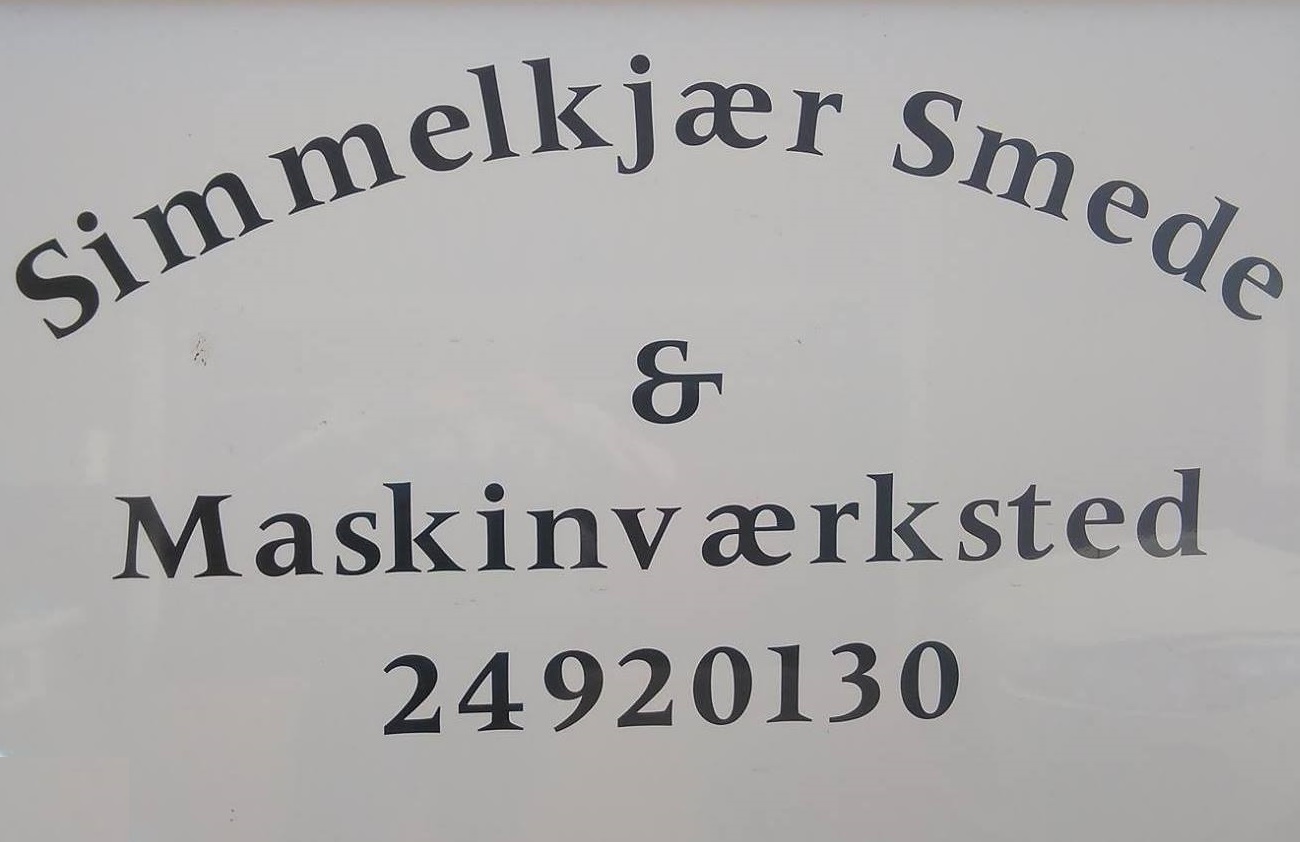 Simmelkjær Smede
&
Maskinværksted
24920130